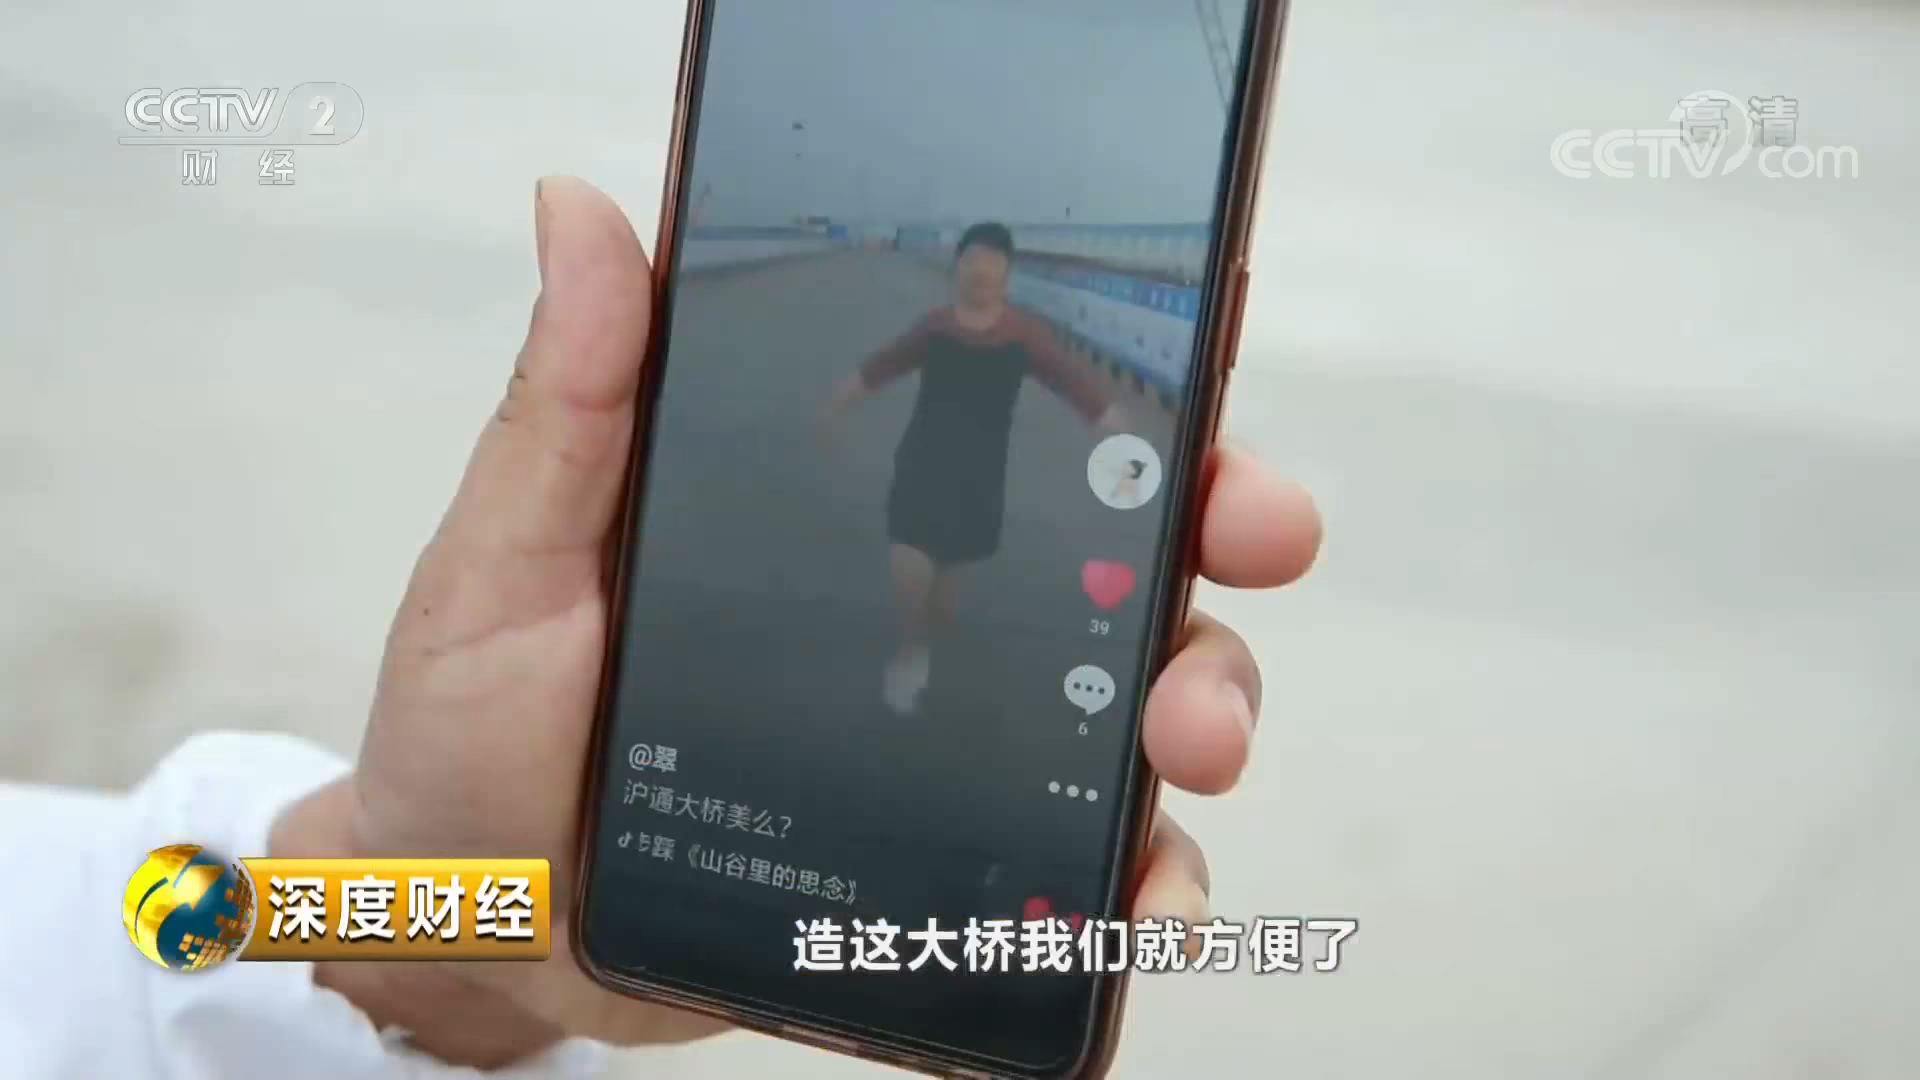 CCTV 2
财 经
高清
CCTV.com
39
6
@翠
沪通大桥美么?
《山谷里的思念》
深度财经
造这大桥我们就方便了